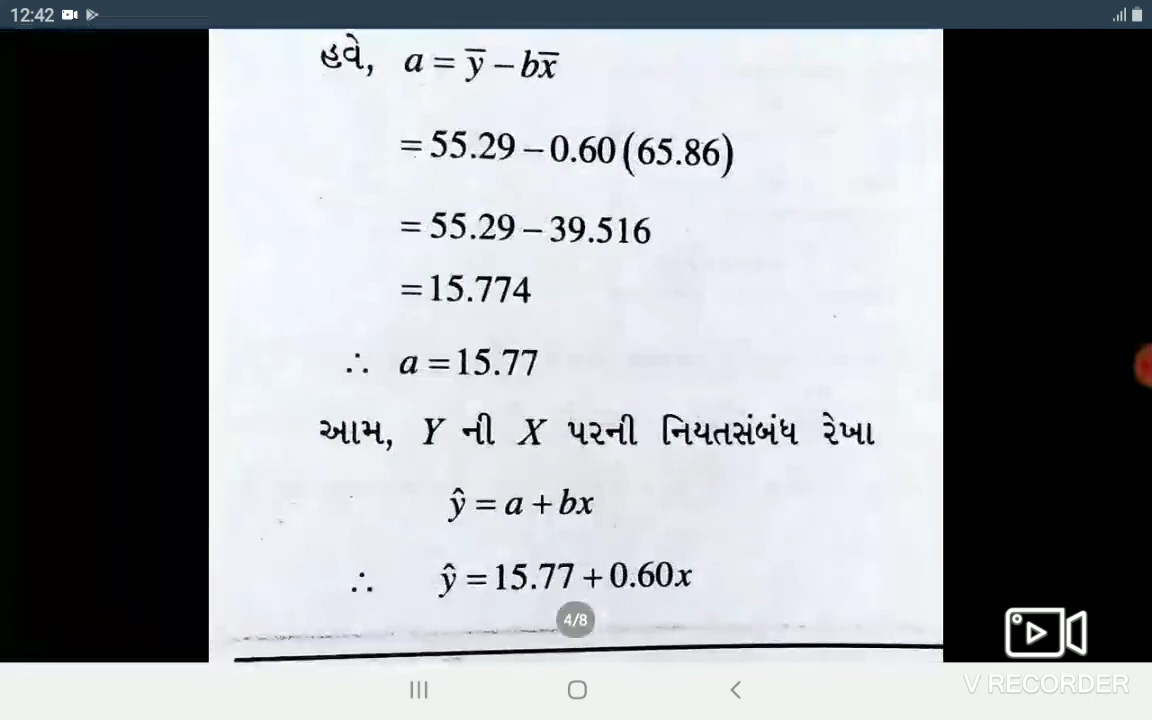 12:42
હવે, a = y̅ − bx̅
= 55.29 − 0.60(65.86)
= 55.29 − 39.516
= 15.774
∴ a = 15.77
આમ, Y ની X પરની નિયતસંબંધ રેખા
ŷ = a + bx
∴ ŷ = 15.77 + 0.60x
4/8
V RECORDER